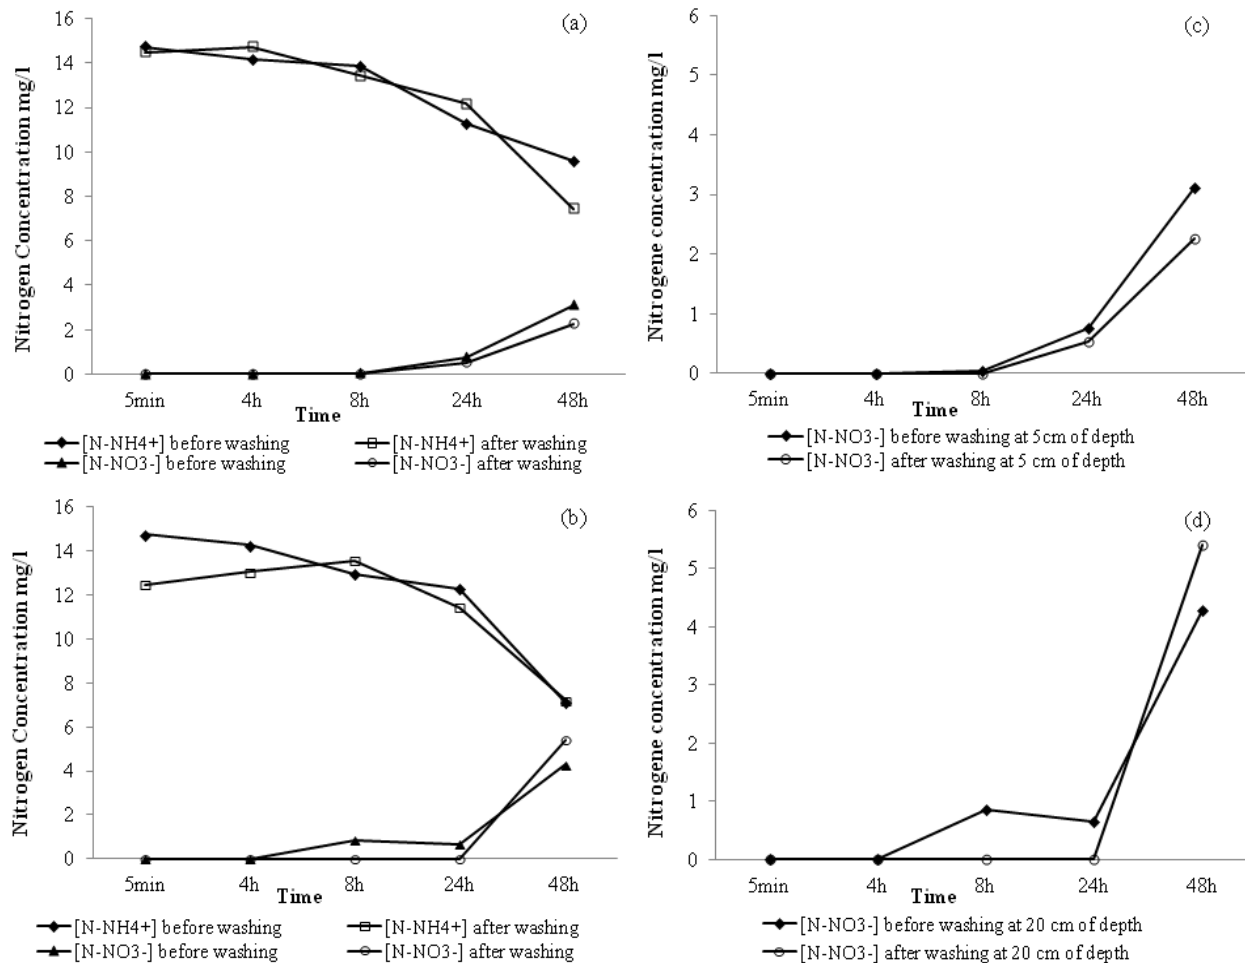 (a)
Nitrogen Concentration mg/l
16
14
12
10
8
6
4
2
0
5min 4h 8h 24h 48h
Time
[N-NH4+] before washing [N-NH4+] after washing
[N-NO3-] before washing [N-NO3-] after washing
(c)
Nitrogene concentration mg/l
6
5
4
3
2
1
0
5min 4h 8h 24h 48h
Time
[N-NO3-] before washing at 5cm of depth
[N-NO3-] after washing at 5 cm of depth
(b)
Nitrogen Concentration mg/l
16
14
12
10
8
6
4
2
0
5min 4h 8h 24h 48h
Time
[N-NH4+] before washing [N-NH4+] after washing
[N-NO3-] before washing [N-NO3-] after washing
(d)
Nitrogene concentration mg/l
6
5
4
3
2
1
0
5min 4h 8h 24h 48h
Time
[N-NO3-] before washing at 20 cm of depth
[N-NO3-] after washing at 20 cm of depth